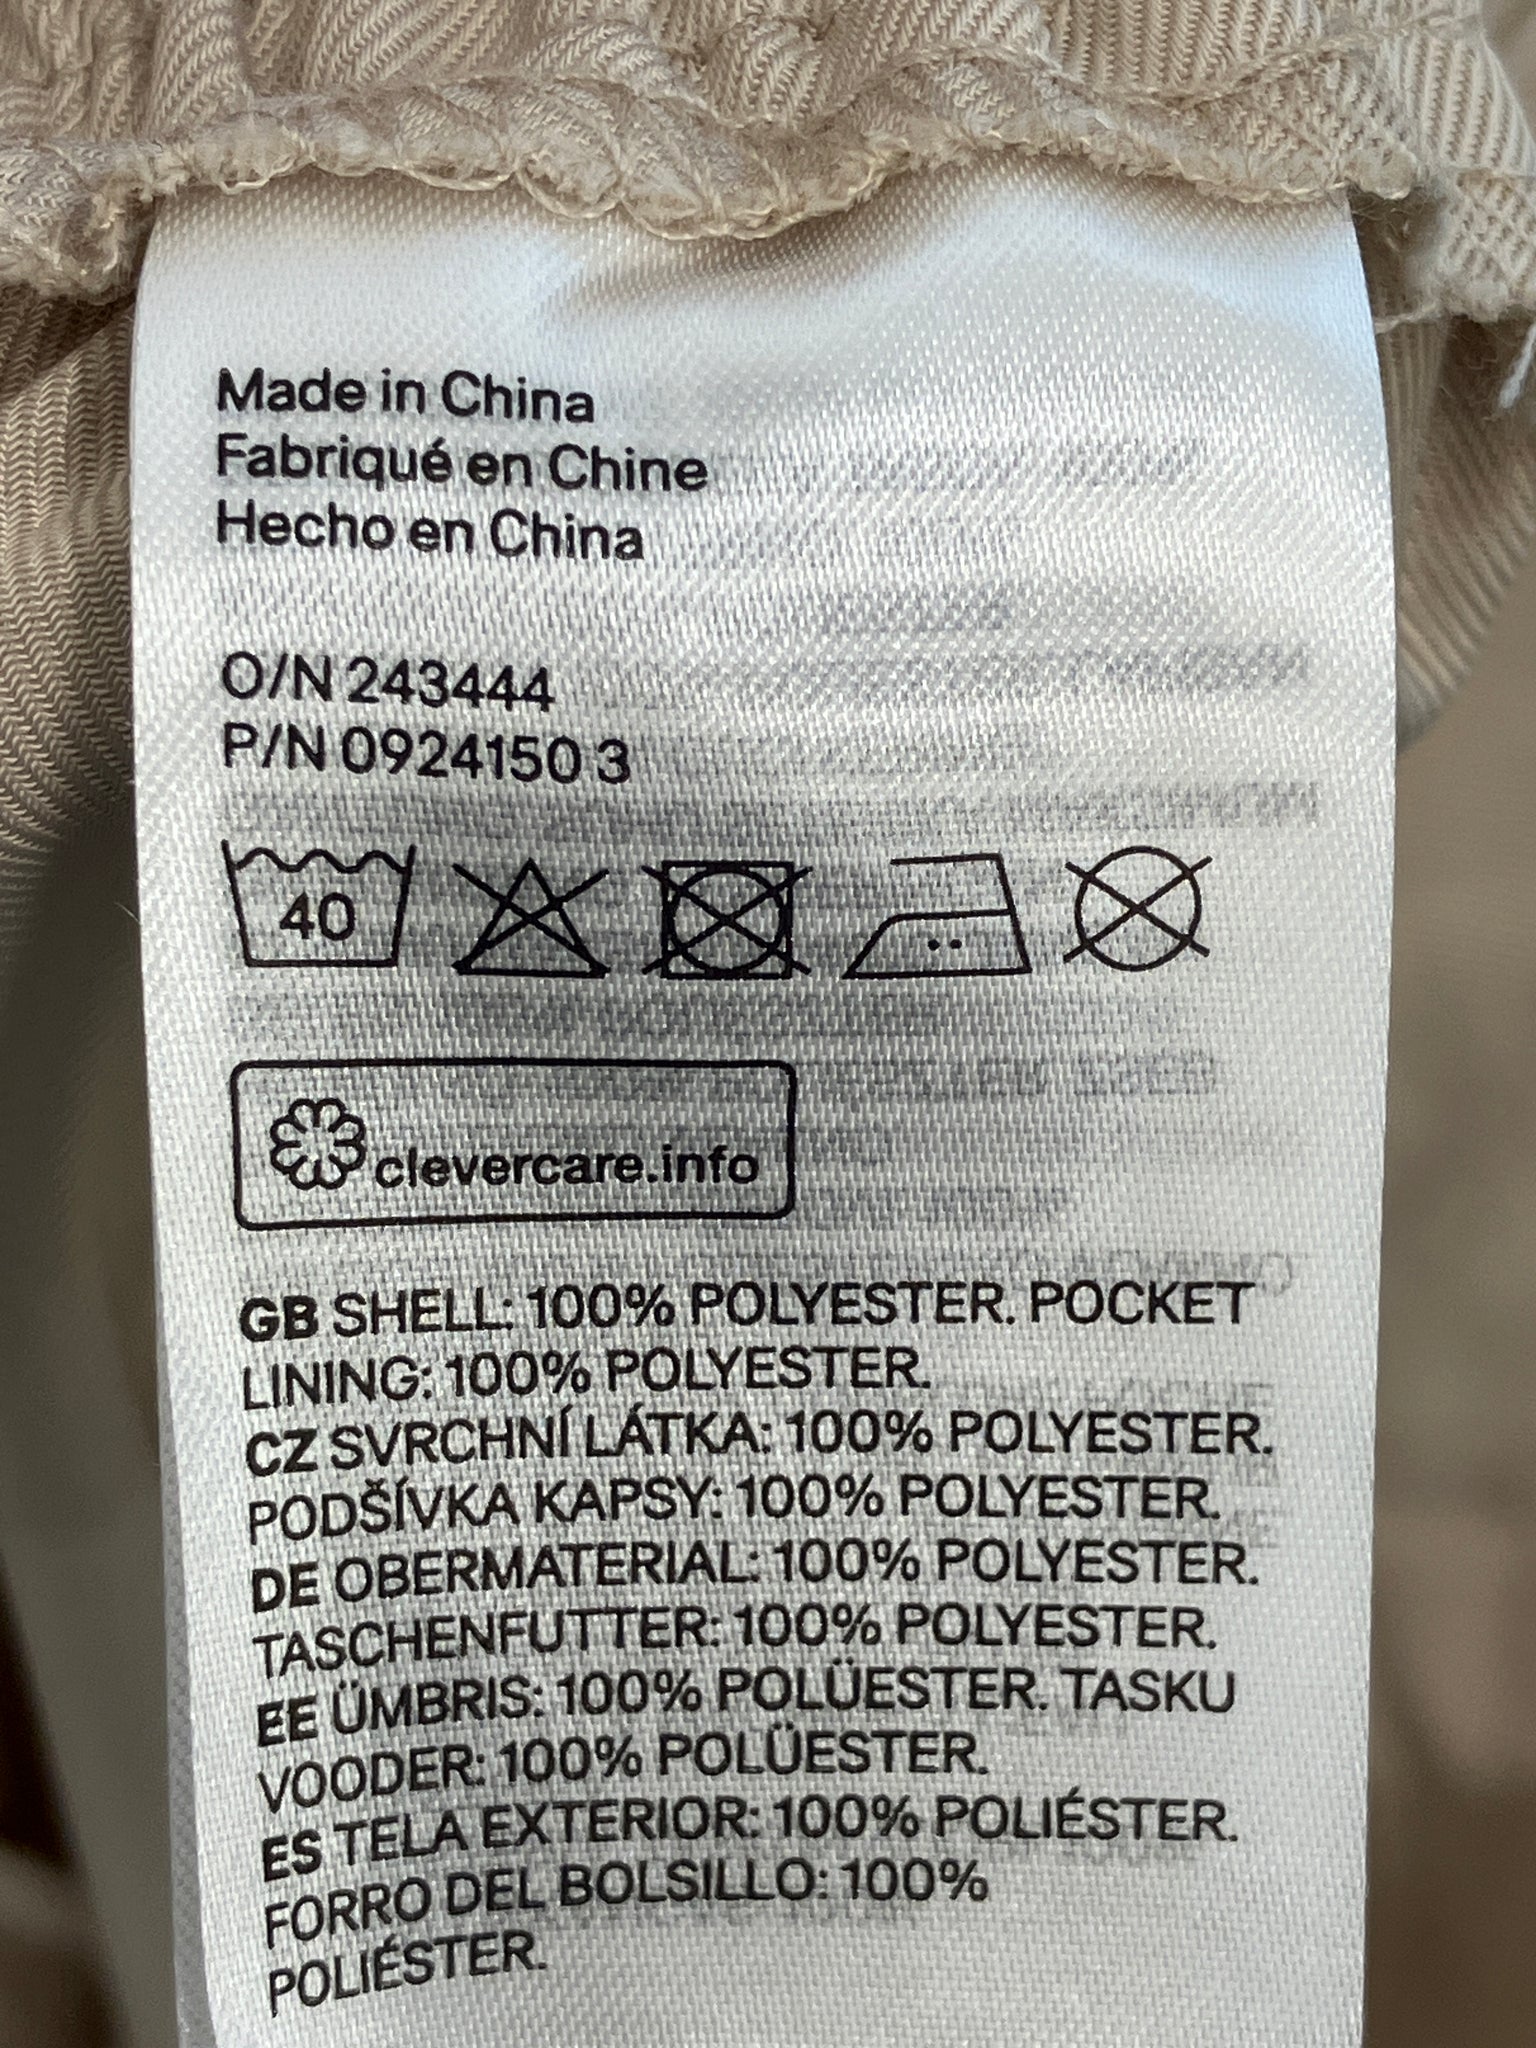 Made in China
Fabriqué en Chine
Hecho en China
O/N 243444
P/N 0924150 3
40
clevercare.info
GB SHELL: 100% POLYESTER. POCKET
LINING: 100% POLYESTER.
CZ SVRCHNÍ LÁTKA: 100% POLYESTER.
PODŠÍVKA KAPSY: 100% POLYESTER.
DE OBERMATERIAL: 100% POLYESTER.
TASCHENFUTTER: 100% POLYESTER.
EE ÜMBRIS: 100% POLÜESTER. TASKU
VOODER: 100% POLÜESTER.
ES TELA EXTERIOR: 100% POLIÉSTER.
FORRO DEL BOLSILLO: 100%
POLIÉSTER.